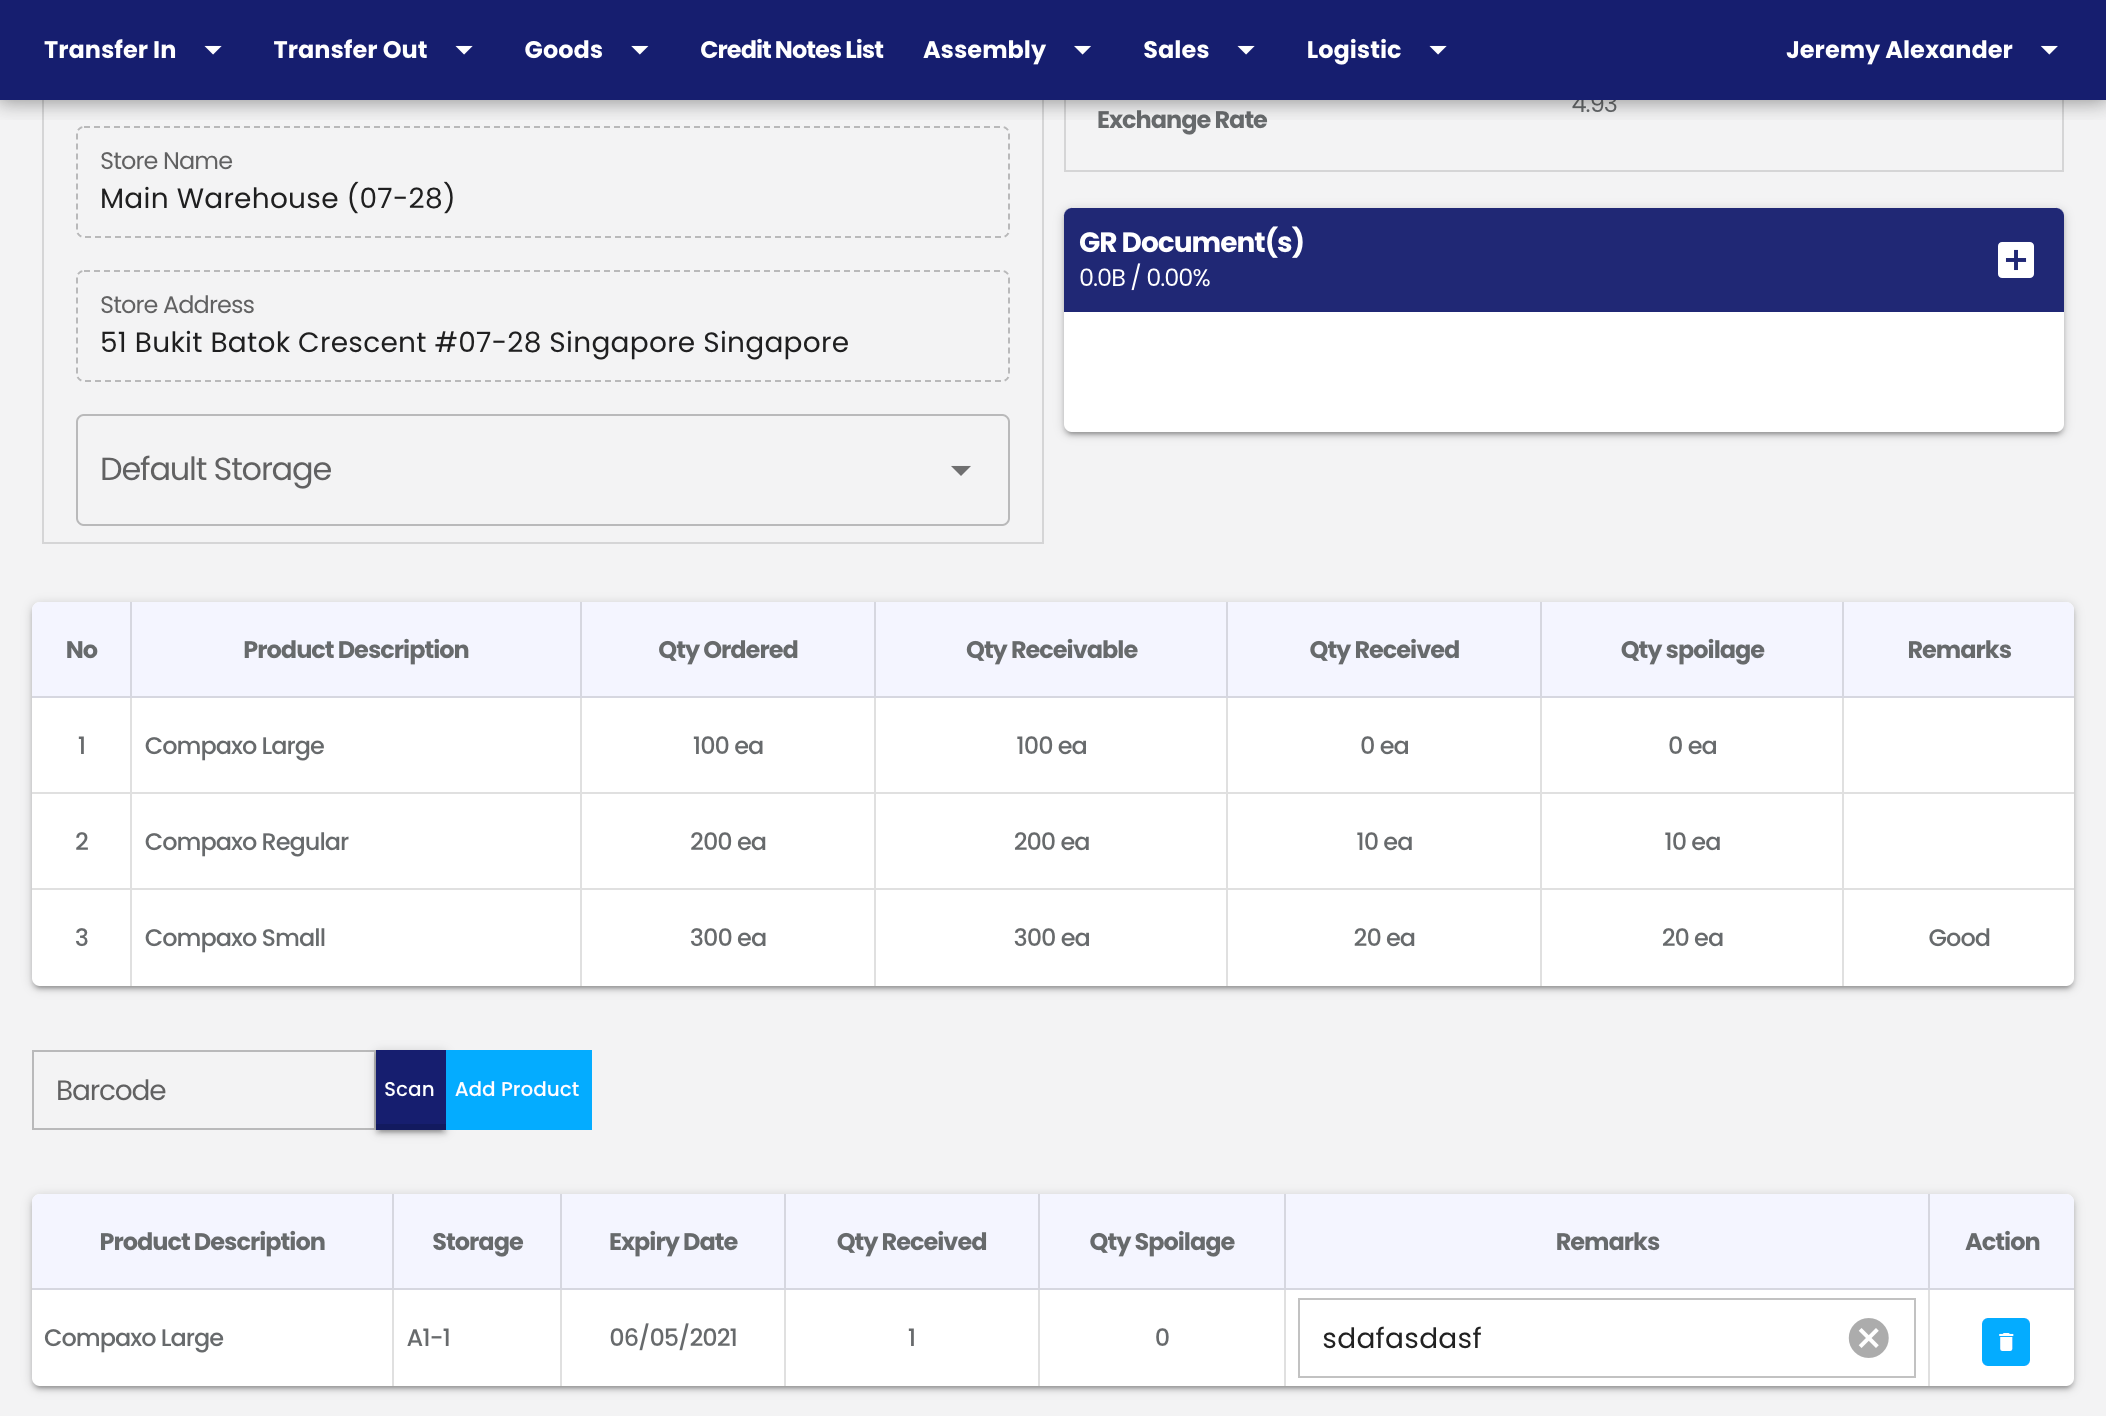 Transfer In Transfer Out Goods Credit Notes List Assembly Sales Logistic Jeremy Alexander
Exchange Rate 4.93
Store Name
Main Warehouse (07-28)
Store Address
51 Bukit Batok Crescent #07-28 Singapore Singapore
Default Storage
GR Document(s)
0.0B / 0.00%
No Product Description Qty Ordered Qty Receivable Qty Received Qty spoilage Remarks
1 Compaxo Large 100 ea 100 ea 0 ea 0 ea
2 Compaxo Regular 200 ea 200 ea 10 ea 10 ea
3 Compaxo Small 300 ea 300 ea 20 ea 20 ea Good
Barcode Scan Add Product
Product Description Storage Expiry Date Qty Received Qty Spoilage Remarks Action
Compaxo Large A1-1 06/05/2021 1 0 sdafasdasf